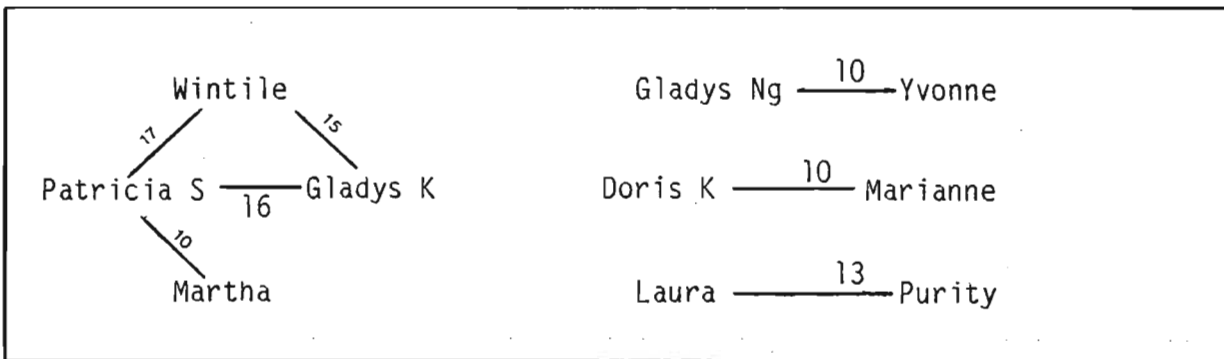 Wintile
17
15
Patricia S
16
Gladys K
10
Martha
Gladys Ng
10
Yvonne
Doris K
10
Marianne
Laura
13
Purity